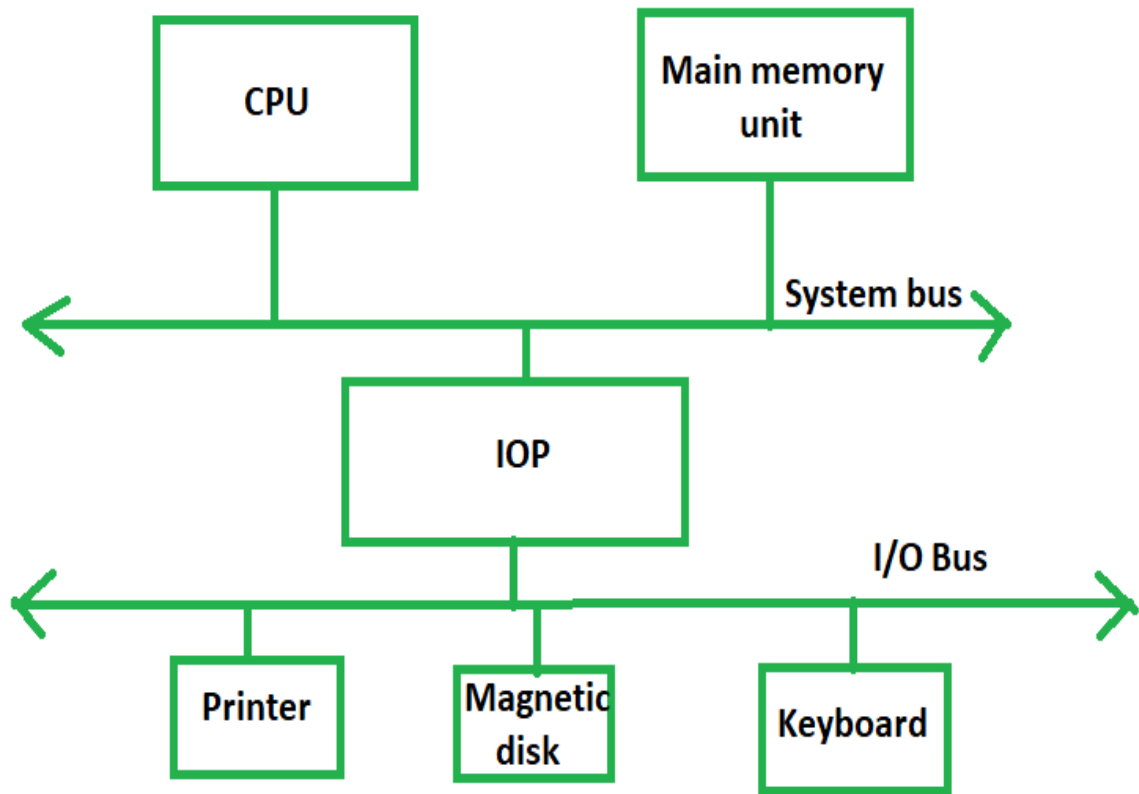 CPU
Main memory
unit
System bus
IOP
I/O Bus
Printer
Magnetic
disk
Keyboard